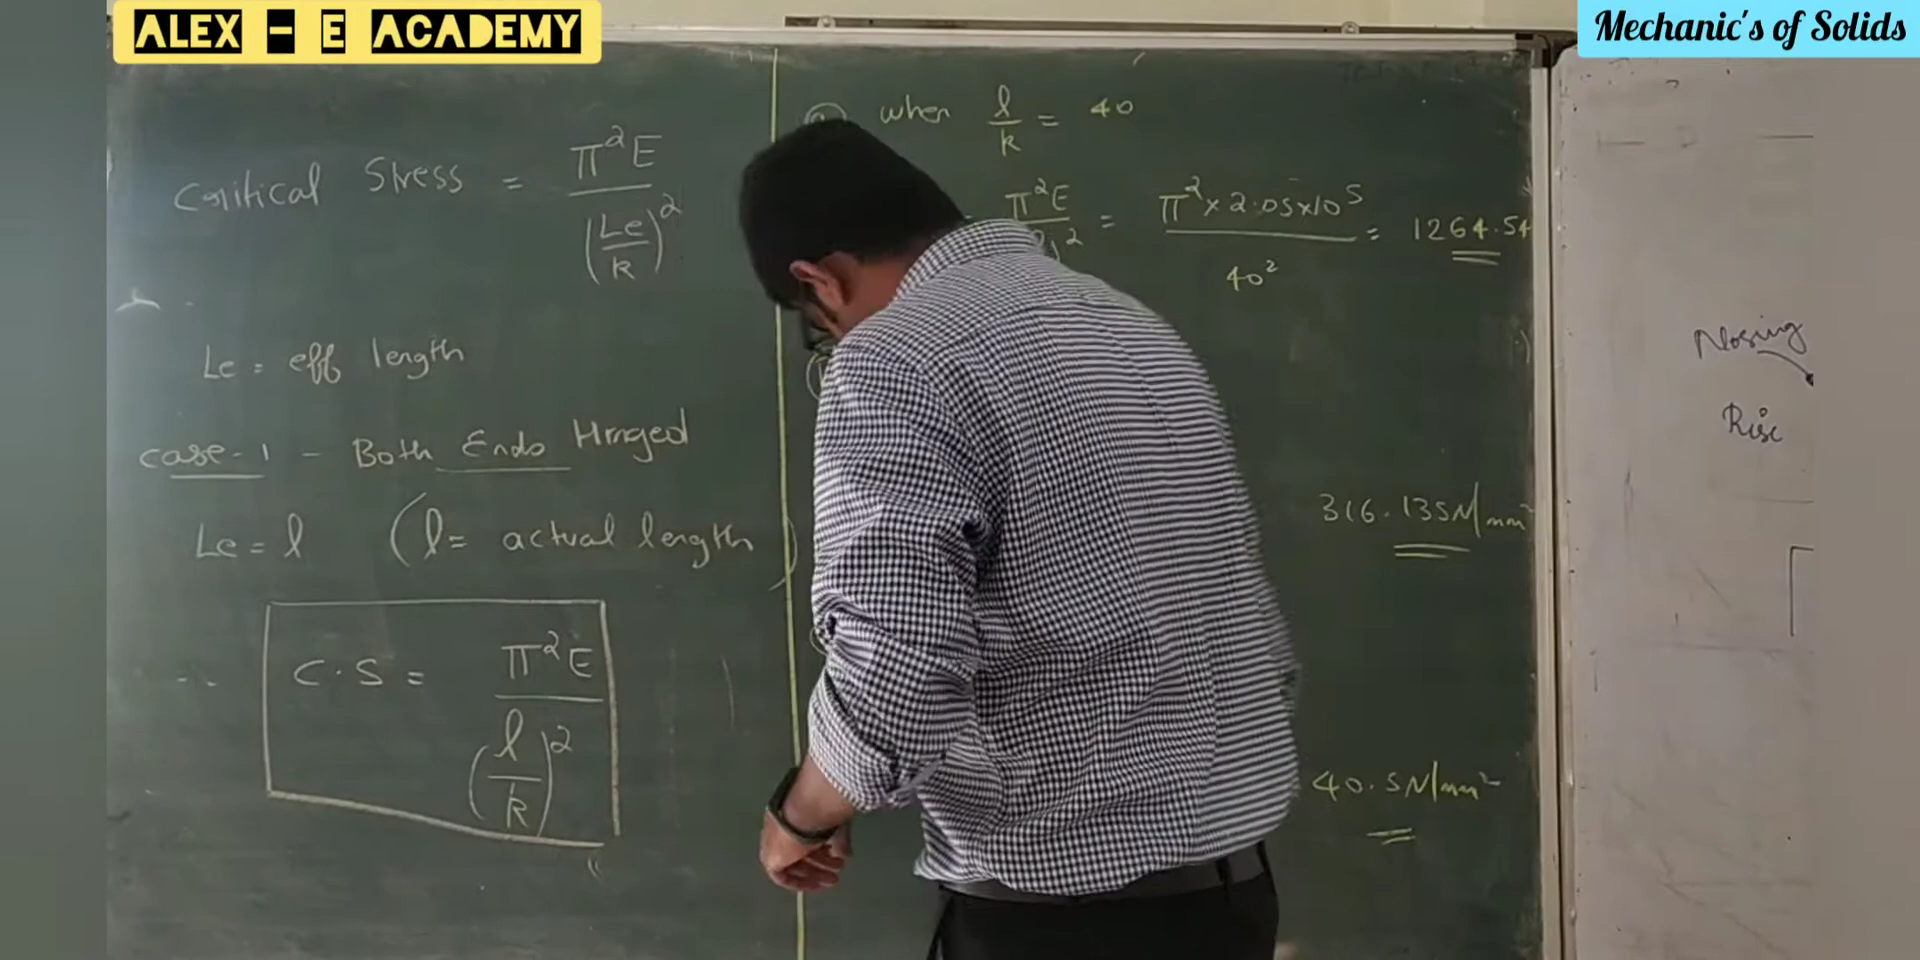 ALEX - E ACADEMY
Mechanic's of Solids
Critical Stress = π²E
(Le/k)²
Le = eff length
case-1 - Both Ends Hinged
Le = l (l = actual length)
C.S = π²E
(l/k)²
when l/k = 40
π²E = π² × 2.05×10⁵ = 1264.54
40²
316.135N/mm²
40.5N/mm²
Nosing
Rise